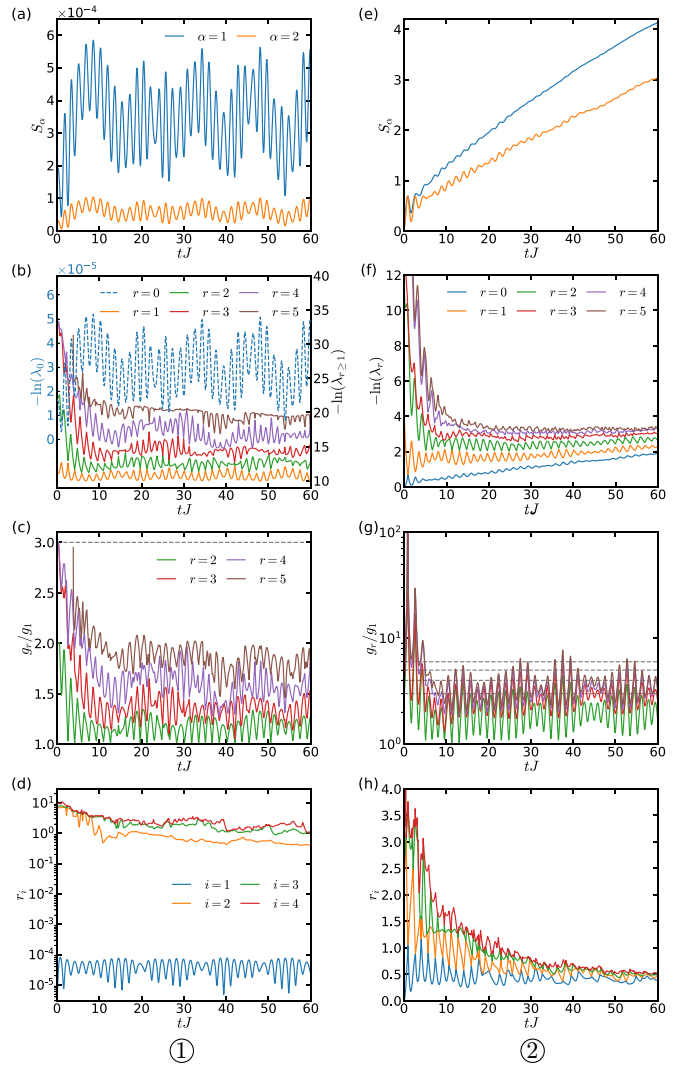 (a)
×10⁻⁴
6
5
4
3
2
1
0
S_α
α = 1
α = 2
0 10 20 30 40 50 60
tJ
(b)
×10⁻⁵
6
5
4
3
2
1
0
−ln(λ₀)
40
35
30
25
20
15
10
−ln(λ_{r≥1})
r = 0 r = 2 r = 4
r = 1 r = 3 r = 5
0 10 20 30 40 50 60
tJ
(c)
3.0
2.5
2.0
1.5
1.0
g_r/g_1
r = 2 r = 4
r = 3 r = 5
0 10 20 30 40 50 60
tJ
(d)
10¹
10⁰
10⁻¹
10⁻²
10⁻³
10⁻⁴
10⁻⁵
r_i
i = 1 i = 3
i = 2 i = 4
0 10 20 30 40 50 60
tJ
①
(e)
4
3
2
1
0
S_α
0 10 20 30 40 50 60
tJ
(f)
12
10
8
6
4
2
0
−ln(λ_r)
r = 0 r = 2 r = 4
r = 1 r = 3 r = 5
0 10 20 30 40 50 60
tJ
(g)
10²
10¹
10⁰
g_r/g_1
0 10 20 30 40 50 60
tJ
(h)
4.0
3.5
3.0
2.5
2.0
1.5
1.0
0.5
0.0
r_i
0 10 20 30 40 50 60
tJ
②